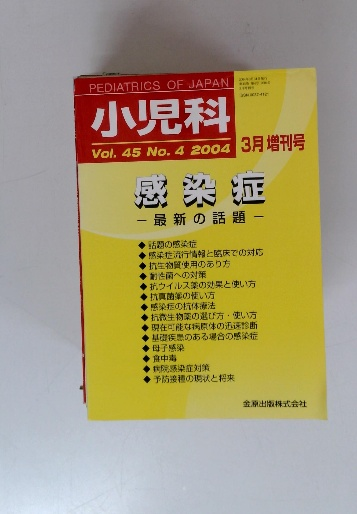 PEDIATRICS OF JAPAN
小児科
Vol. 45 No. 4 2004
3月増刊号
感染症
－最新の話題－
◆話題の感染症
◆感染症流行情報と臨床での対応
◆抗生物質使用のあり方
◆耐性菌への対策
◆抗ウイルス薬の効果と使い方
◆抗真菌薬の使い方
◆感染症の抗体療法
◆抗微生物薬の選び方・使い方
◆現在可能な病原体の迅速診断
◆基礎疾患のある場合の感染症
◆母子感染
◆食中毒
◆病院感染症対策
◆予防接種の現状と将来
金原出版株式会社